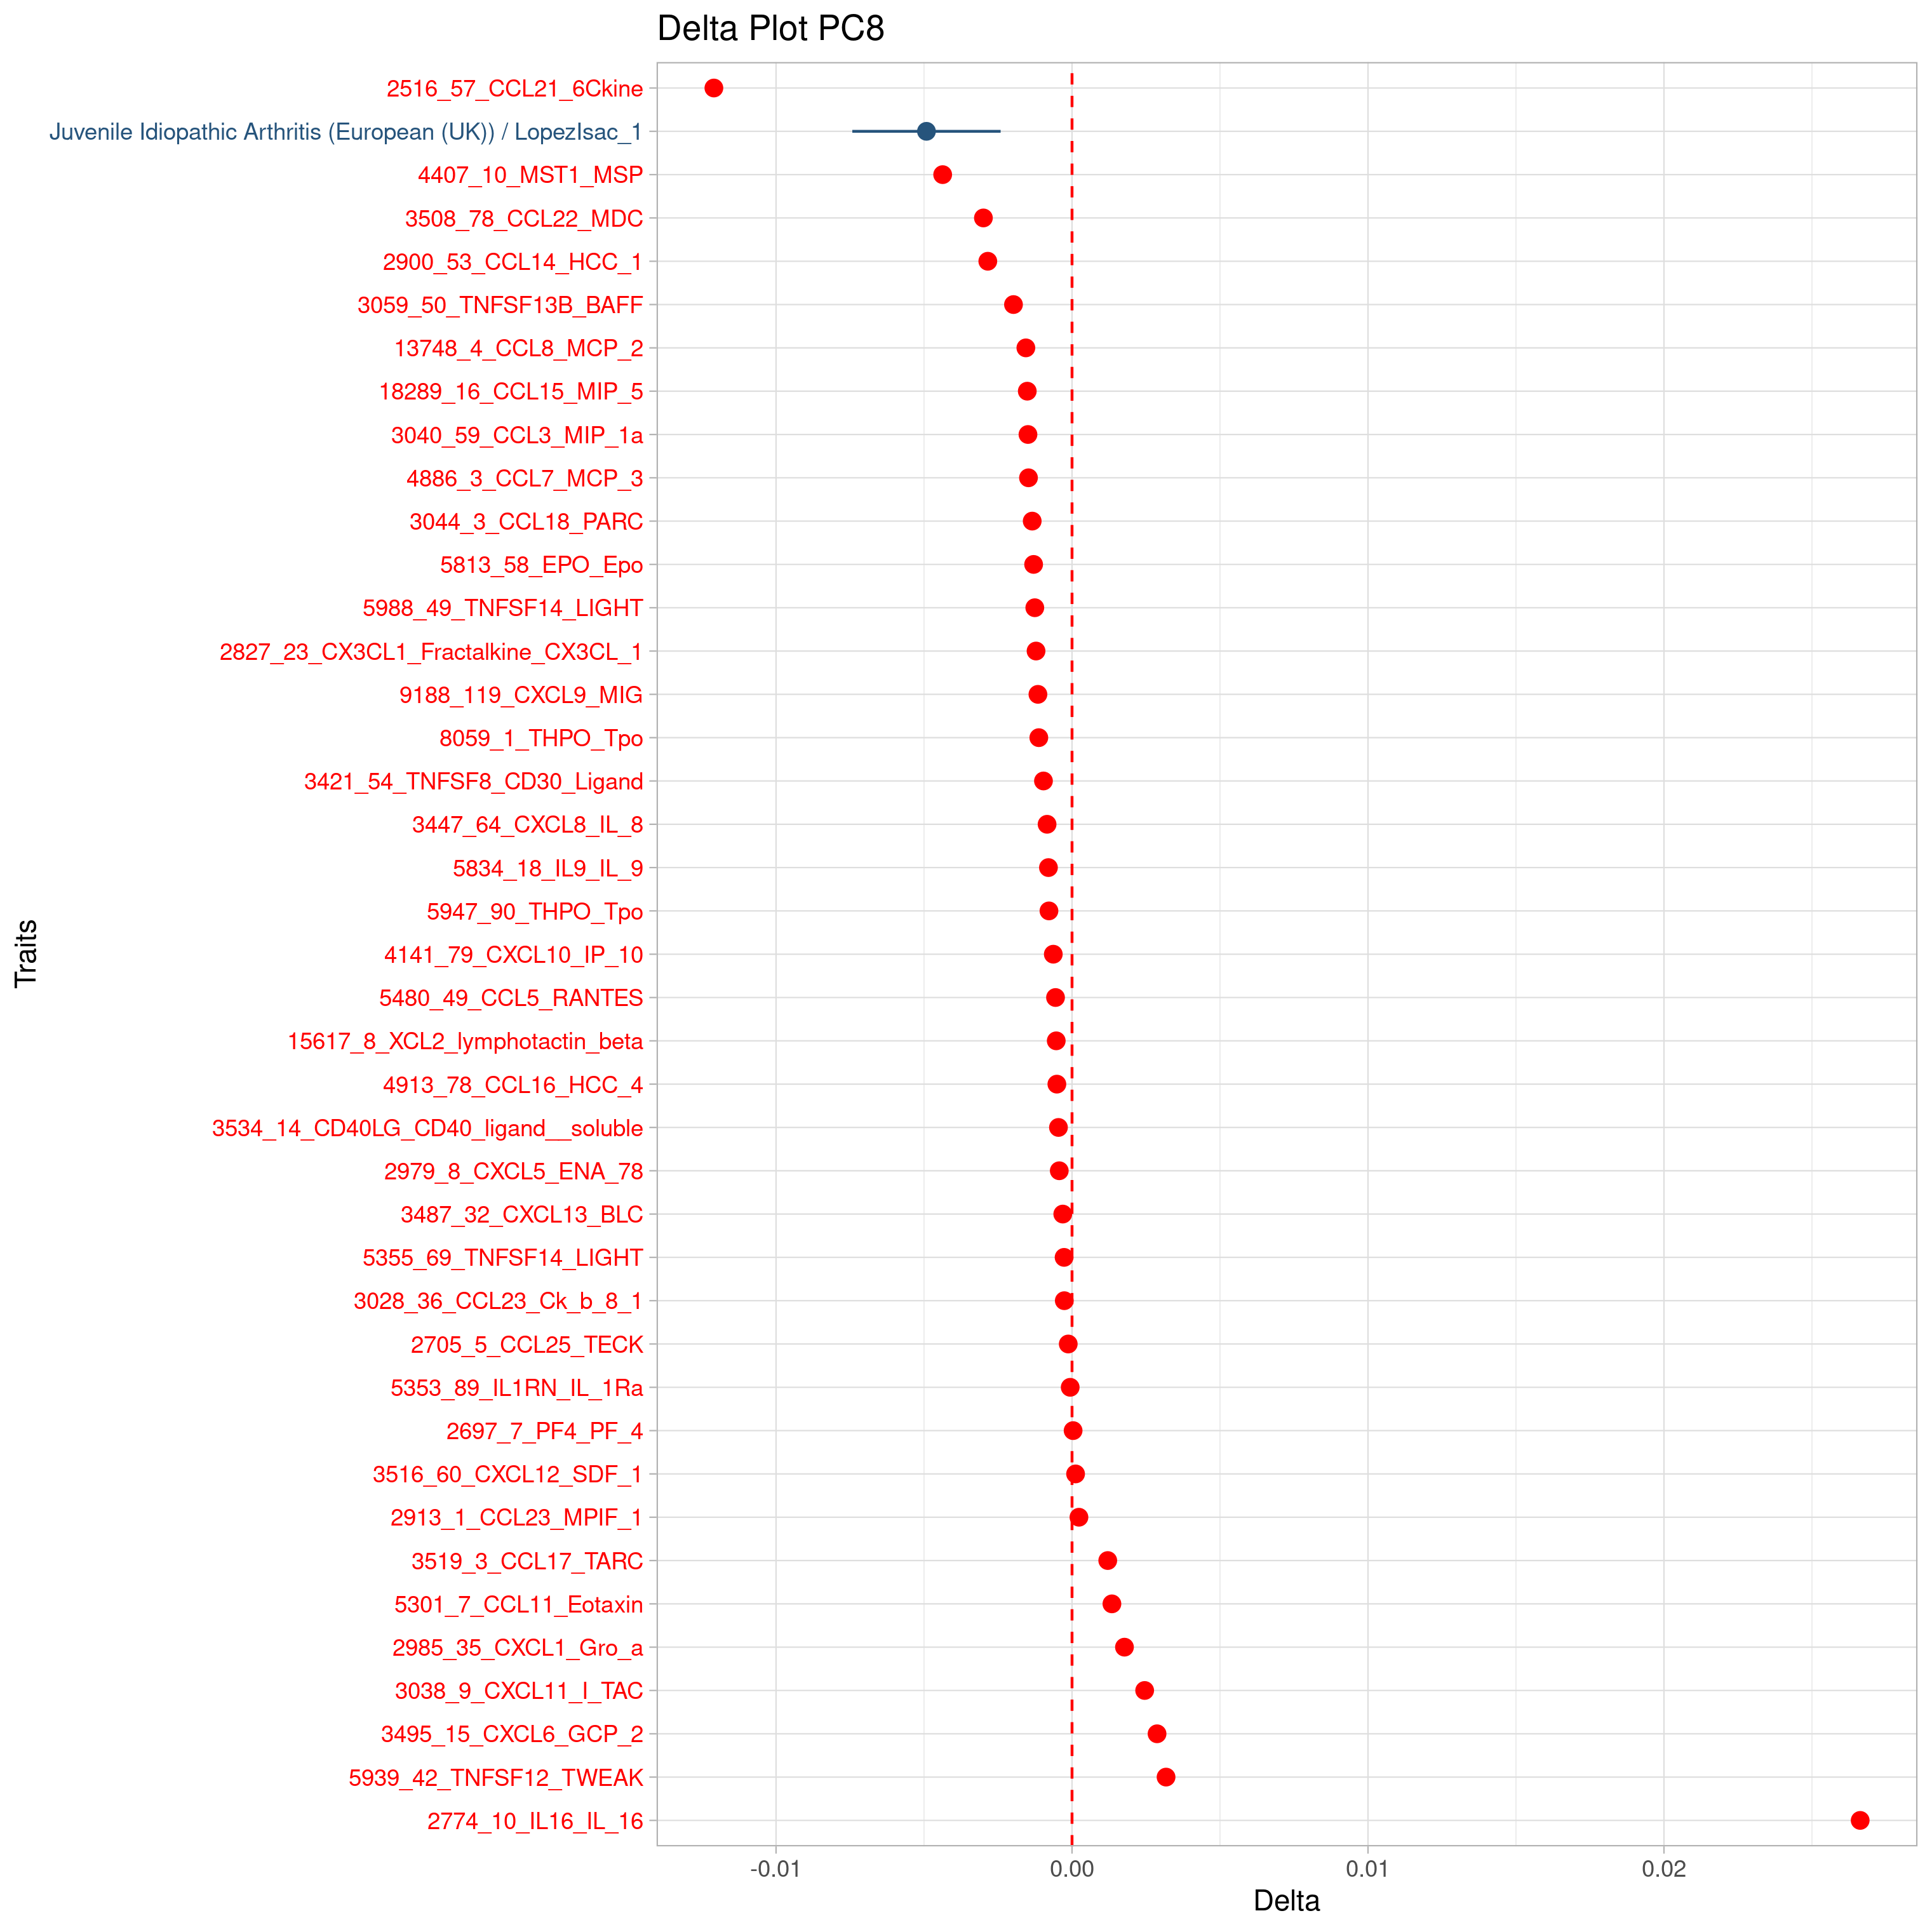 Delta Plot PC8
2516_57_CCL21_6Ckine
Juvenile Idiopathic Arthritis (European (UK)) / LopezIsac_1
4407_10_MST1_MSP
3508_78_CCL22_MDC
2900_53_CCL14_HCC_1
3059_50_TNFSF13B_BAFF
13748_4_CCL8_MCP_2
18289_16_CCL15_MIP_5
3040_59_CCL3_MIP_1a
4886_3_CCL7_MCP_3
3044_3_CCL18_PARC
5813_58_EPO_Epo
5988_49_TNFSF14_LIGHT
2827_23_CX3CL1_Fractalkine_CX3CL_1
9188_119_CXCL9_MIG
8059_1_THPO_Tpo
3421_54_TNFSF8_CD30_Ligand
3447_64_CXCL8_IL_8
5834_18_IL9_IL_9
5947_90_THPO_Tpo
4141_79_CXCL10_IP_10
5480_49_CCL5_RANTES
15617_8_XCL2_lymphotactin_beta
4913_78_CCL16_HCC_4
3534_14_CD40LG_CD40_ligand__soluble
2979_8_CXCL5_ENA_78
3487_32_CXCL13_BLC
5355_69_TNFSF14_LIGHT
3028_36_CCL23_Ck_b_8_1
2705_5_CCL25_TECK
5353_89_IL1RN_IL_1Ra
2697_7_PF4_PF_4
3516_60_CXCL12_SDF_1
2913_1_CCL23_MPIF_1
3519_3_CCL17_TARC
5301_7_CCL11_Eotaxin
2985_35_CXCL1_Gro_a
3038_9_CXCL11_I_TAC
3495_15_CXCL6_GCP_2
5939_42_TNFSF12_TWEAK
2774_10_IL16_IL_16
Traits
-0.01 0.00 0.01 0.02
Delta